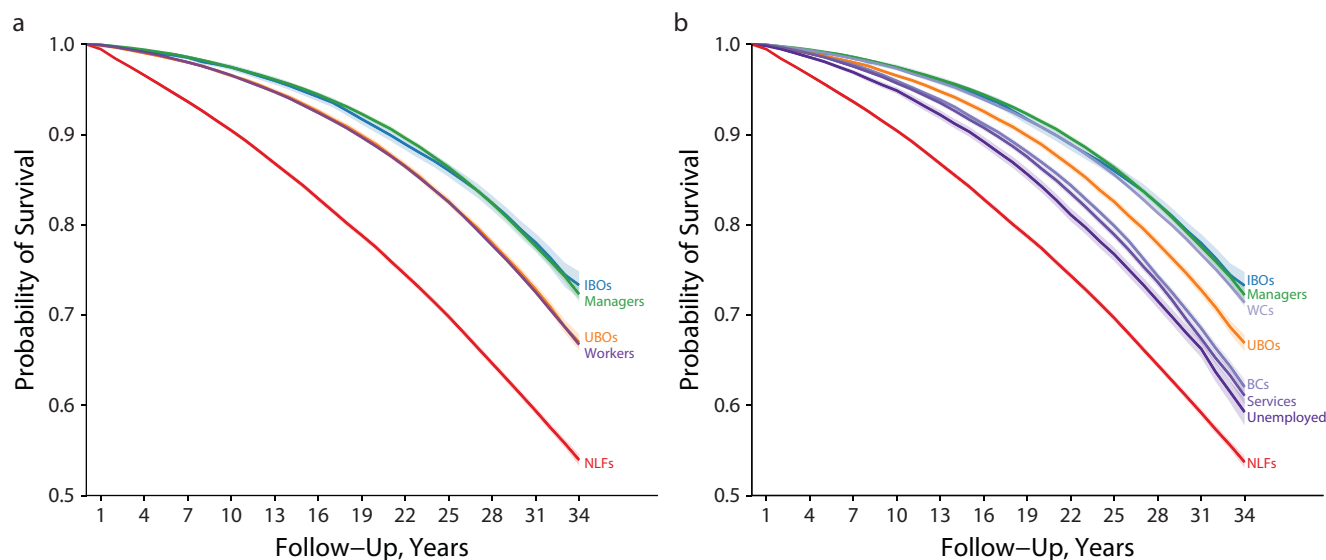 a
Probability of Survival
1.0
0.9
0.8
0.7
0.6
0.5
IBOs
Managers
UBOs
Workers
NLFs
1 4 7 10 13 16 19 22 25 28 31 34
Follow–Up, Years
b
Probability of Survival
1.0
0.9
0.8
0.7
0.6
0.5
IBOs
Managers
WCs
UBOs
BCs
Services
Unemployed
NLFs
1 4 7 10 13 16 19 22 25 28 31 34
Follow–Up, Years